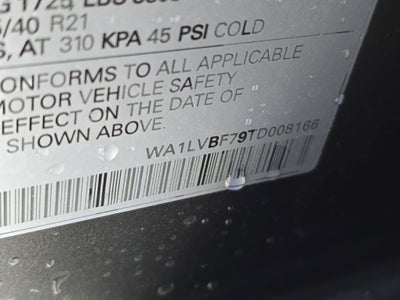 /40 R21
, AT 310 KPA 45 PSI COLD
CONFORMS TO ALL APPLICABLE
MOTOR VEHICLE SAFETY
EFFECT ON THE DATE OF
SHOWN ABOVE.
WA1LVBF79TD008166